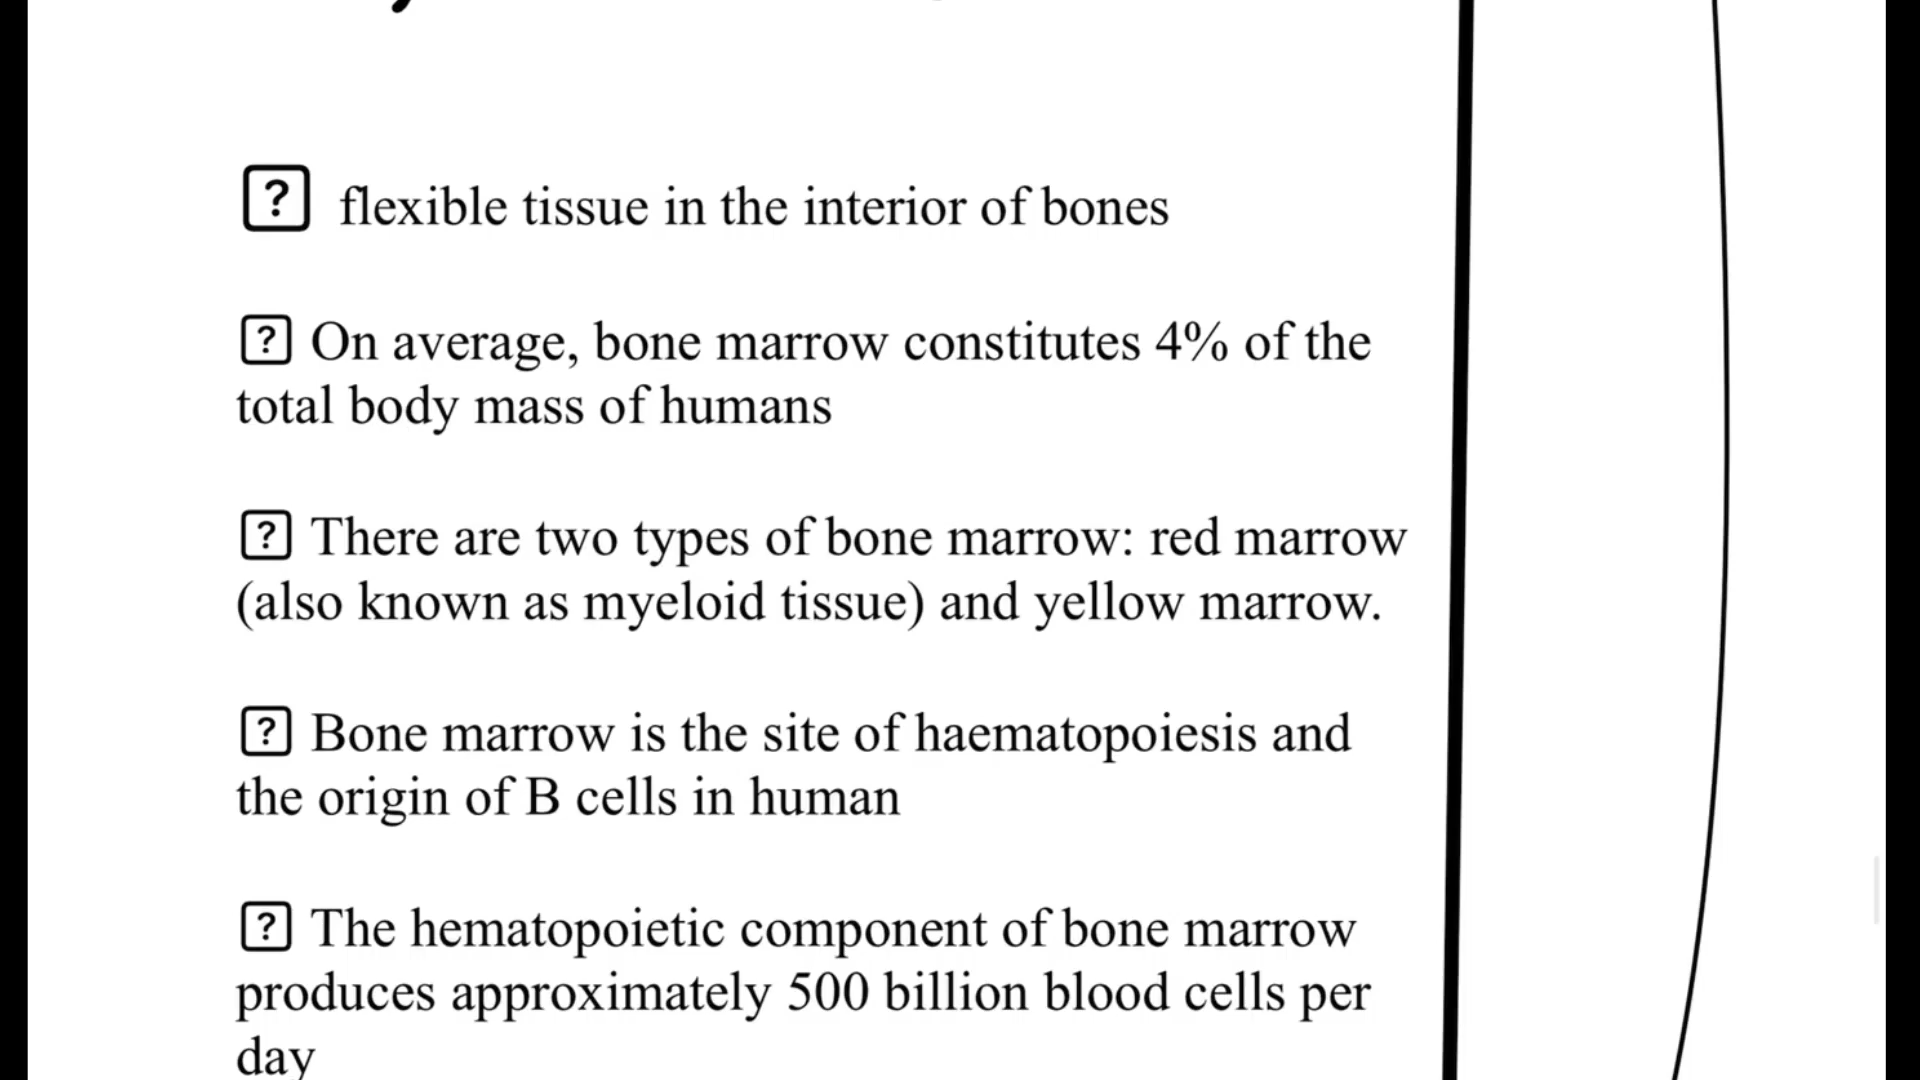 flexible tissue in the interior of bones
On average, bone marrow constitutes 4% of the
total body mass of humans
There are two types of bone marrow: red marrow
(also known as myeloid tissue) and yellow marrow.
Bone marrow is the site of haematopoiesis and
the origin of B cells in human
The hematopoietic component of bone marrow
produces approximately 500 billion blood cells per
day